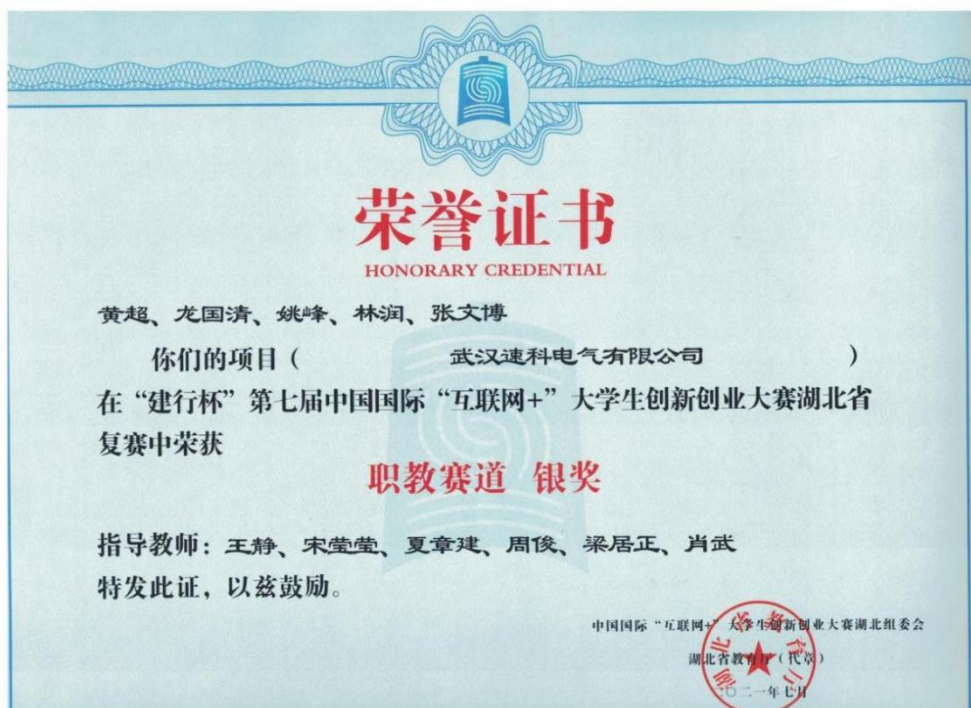 荣誉证书
HONORARY CREDENTIAL
黄超、龙国清、姚峰、林润、张文博
你们的项目（ 武汉速科电气有限公司 ）
在“建行杯”第七届中国国际“互联网+”大学生创新创业大赛湖北省
复赛中荣获
职教赛道 银奖
指导教师：王静、宋莹莹、夏章建、周俊、梁居正、肖武
特发此证，以兹鼓励。
中国国际“互联网+”大学生创新创业大赛湖北组委会
湖北省教育厅（代章）
湖北省教育厅
二〇二一年七月